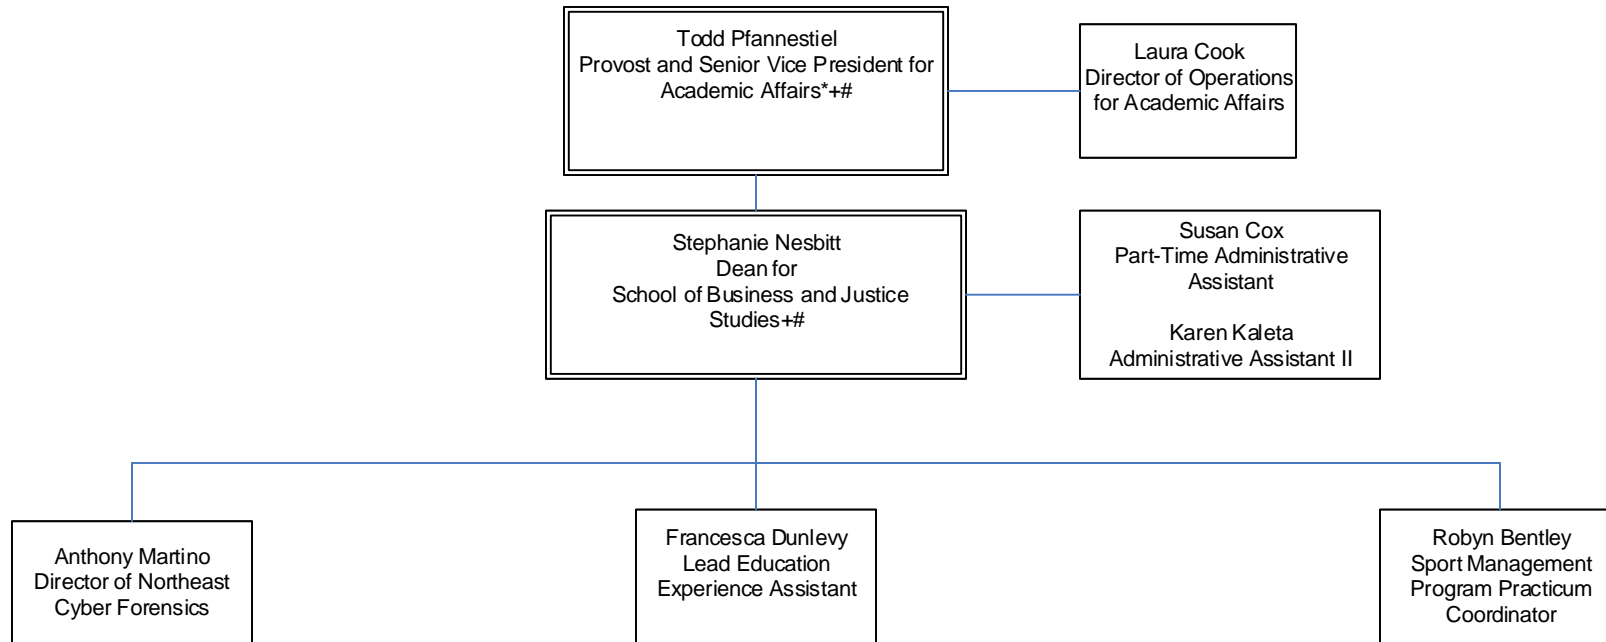 Todd Pfannestiel
Provost and Senior Vice President for
Academic Affairs*+#
Laura Cook
Director of Operations
for Academic Affairs
Stephanie Nesbitt
Dean for
School of Business and Justice
Studies+#
Susan Cox
Part-Time Administrative
Assistant
Karen Kaleta
Administrative Assistant II
Anthony Martino
Director of Northeast
Cyber Forensics
Francesca Dunlevy
Lead Education
Experience Assistant
Robyn Bentley
Sport Management
Program Practicum
Coordinator